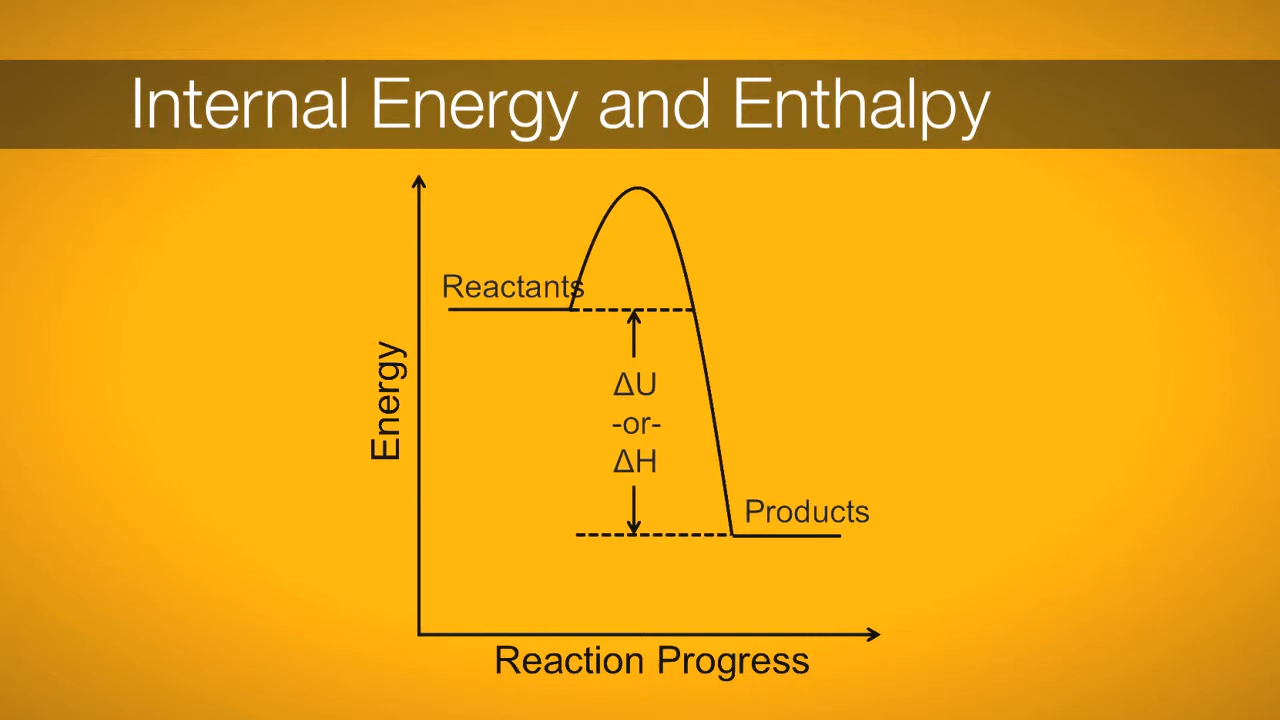 Internal Energy and Enthalpy
Reactants
Energy
ΔU
-or-
ΔH
Products
Reaction Progress